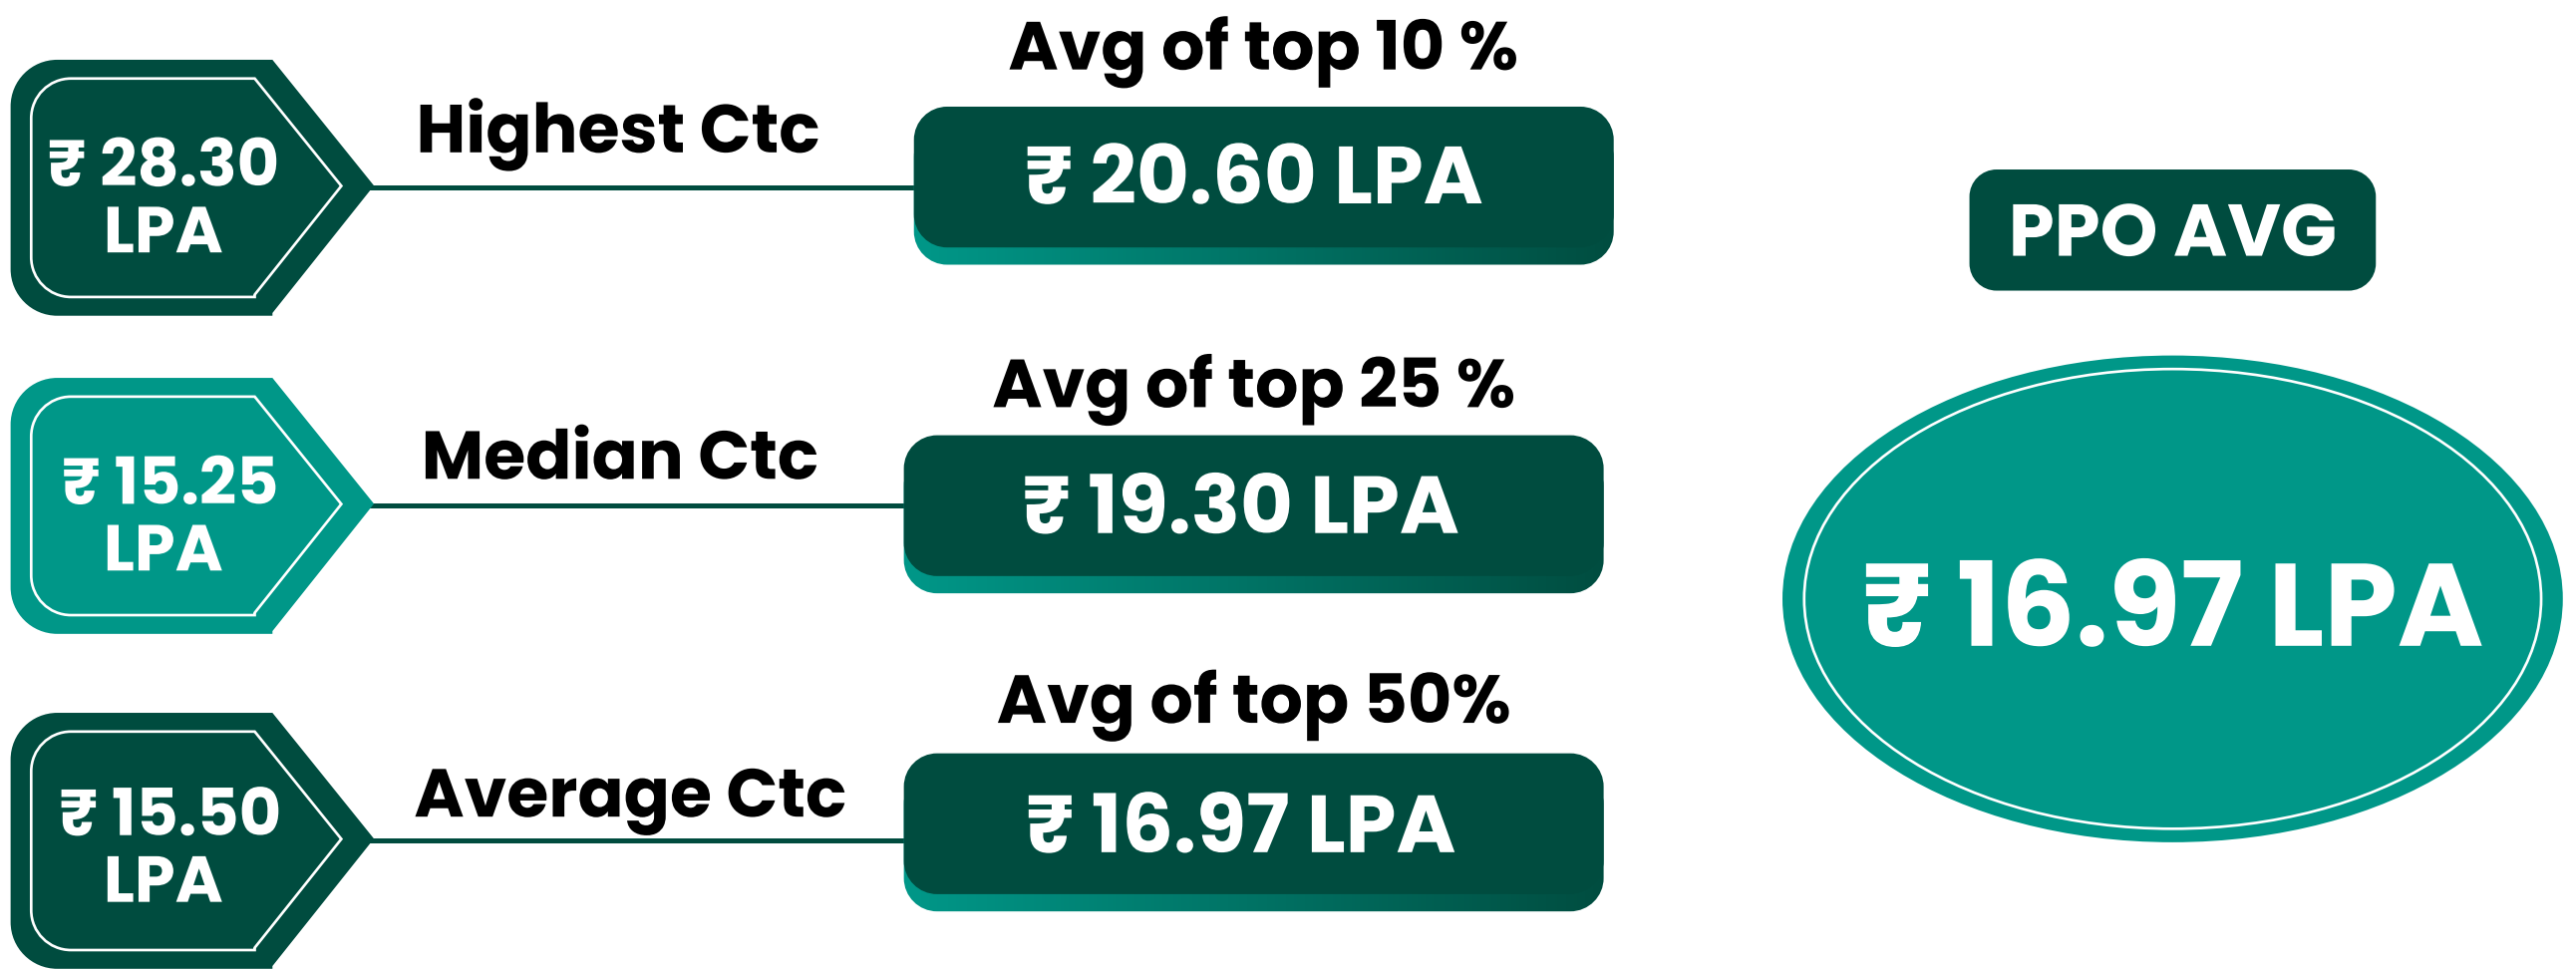 Avg of top 10 %
Highest Ctc
₹ 28.30
LPA
₹ 20.60 LPA
PPO AVG
Avg of top 25 %
Median Ctc
₹ 15.25
LPA
₹ 19.30 LPA
₹ 16.97 LPA
Avg of top 50%
Average Ctc
₹ 15.50
LPA
₹ 16.97 LPA